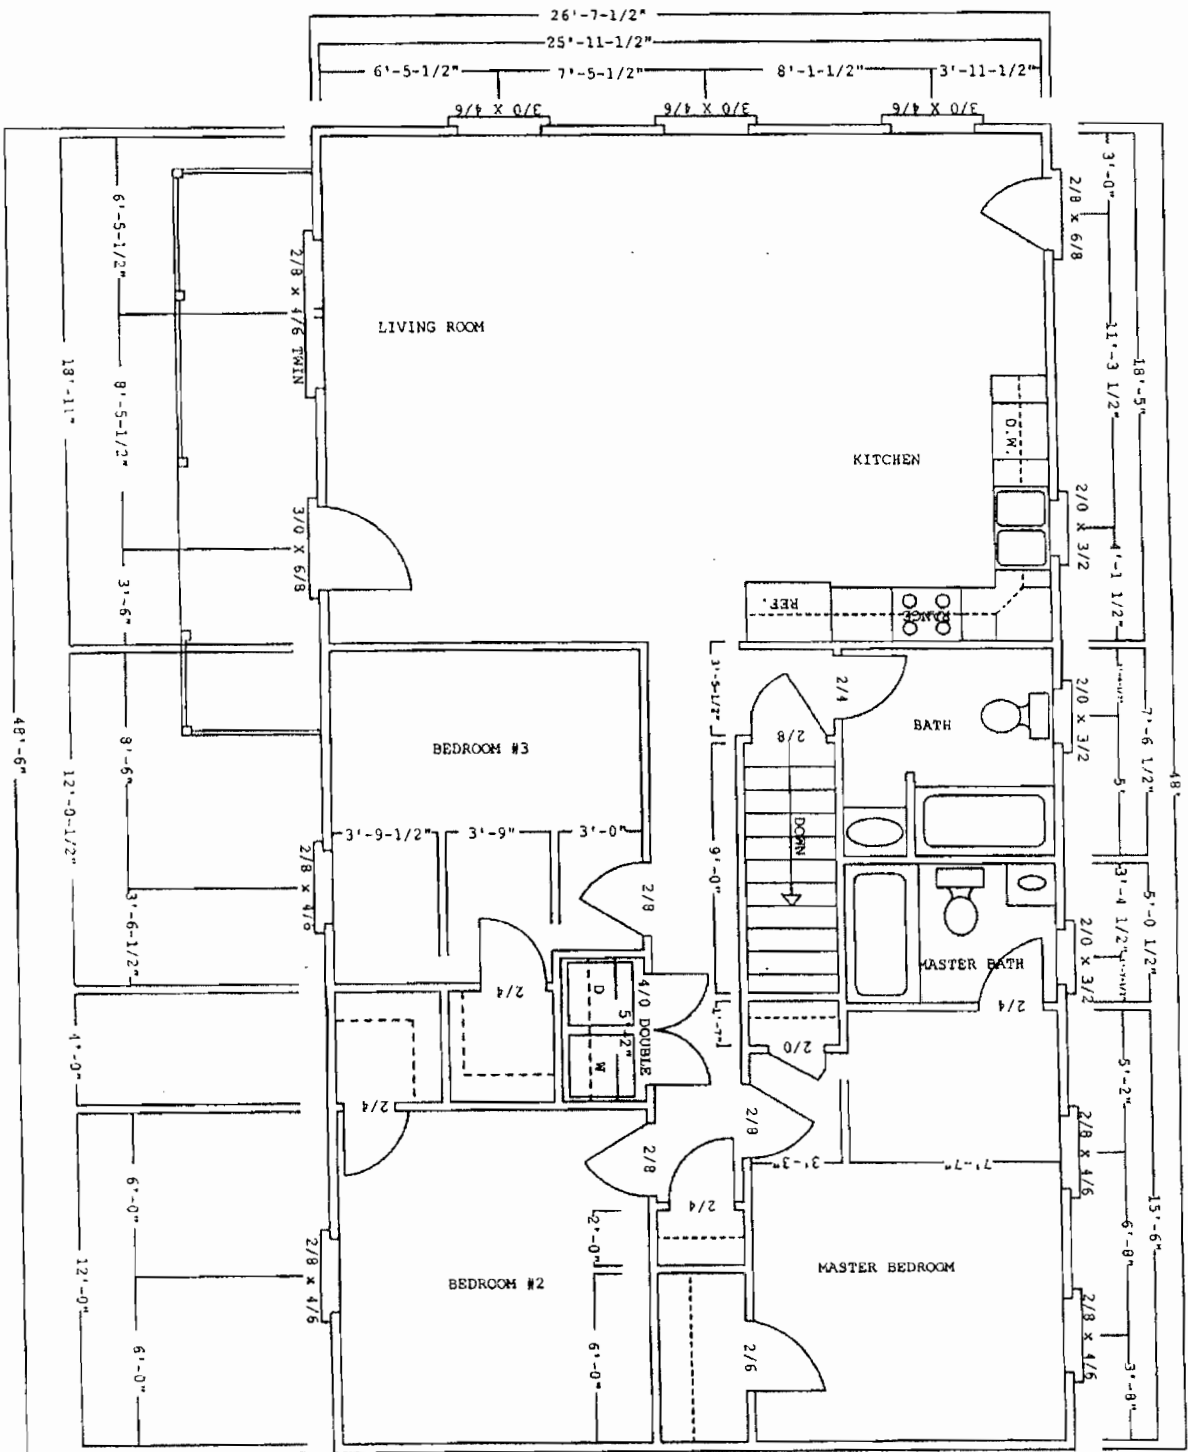 26'-7-1/2"
25'-11-1/2"
6'-5-1/2" 7'-5-1/2" 8'-1-1/2" 3'-11-1/2"
3/0 X 4/6 3/0 X 4/6 3/0 X 4/6
3'-0"
2/8 x 6/8
6'-5-1/2"
2/8 x 4/6 TWIN
LIVING ROOM
18'-11"
8'-5-1/2"
11'-3 1/2"
18'-5"
D.W.
KITCHEN
3/0 X 6/8
2/0 x 3/2
4'-1 1/2"
3'-6"
REF.
RANGE
48'-6"
8'-6"
12'-0-1/2"
BEDROOM #3
3'-5-1/2"
2/8
2/4
BATH
2/0 x 3/2
5'
7'-6 1/2"
48'
3'-9-1/2" 3'-9" 3'-0"
9'-0"
DOWN
2/8 x 4/6
3'-6-1/2"
2/8
3'-4 1/2"
5'-0 1/2"
2/0 x 3/2
MASTER BATH
2/4
2/4
D
5'-2"
W
4/0 DOUBLE
1'-7"
2/0
4'-0"
2/4
2/8
2/8
5'-2"
2/8 x 4/6
3'-3" 7'-7"
2/4
6'-0"
2'-0"
15'-6"
6'-8"
2/8 x 4/6
BEDROOM #2
MASTER BEDROOM
12'-0"
2/8 x 4/6
6'-0"
6'-0"
2/6
3'-8"